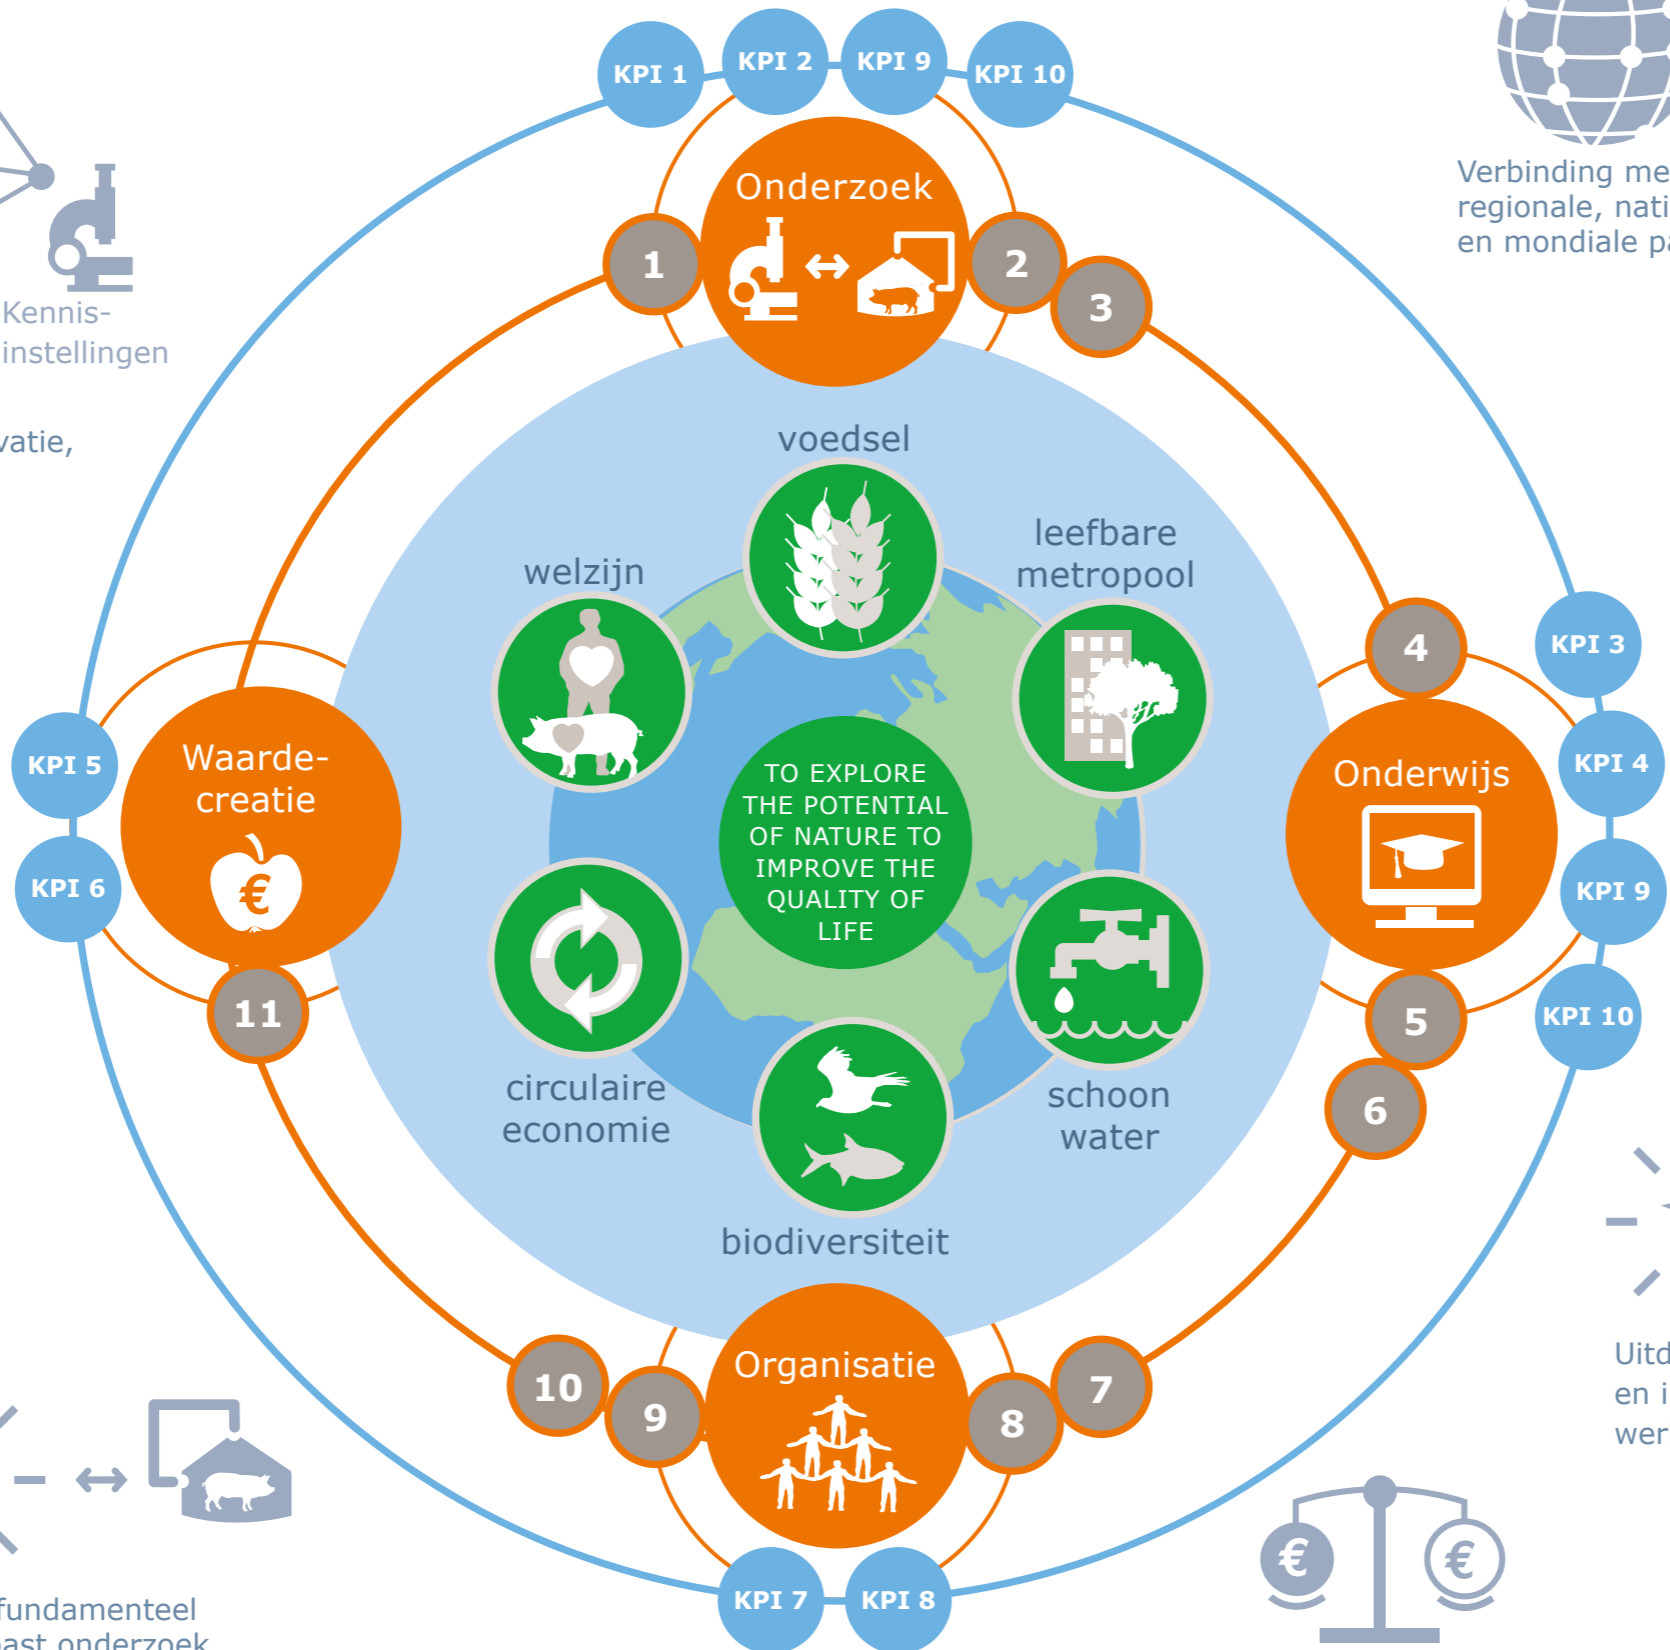 KPI 1
KPI 2
KPI 9
KPI 10
Onderzoek
1
2
3
Verbinding me
regionale, nati
en mondiale pa
Kennis-
instellingen
vatie,
voedsel
leefbare
metropool
welzijn
4
KPI 3
KPI 4
KPI 9
KPI 10
Onderwijs
5
6
KPI 5
KPI 6
Waarde-
creatie
€
11
TO EXPLORE
THE POTENTIAL
OF NATURE TO
IMPROVE THE
QUALITY OF
LIFE
circulaire
economie
schoon
water
biodiversiteit
Organisatie
10
9
8
7
KPI 7
KPI 8
Uitd
en i
wer
€
€
fundamenteel
past onderzoek